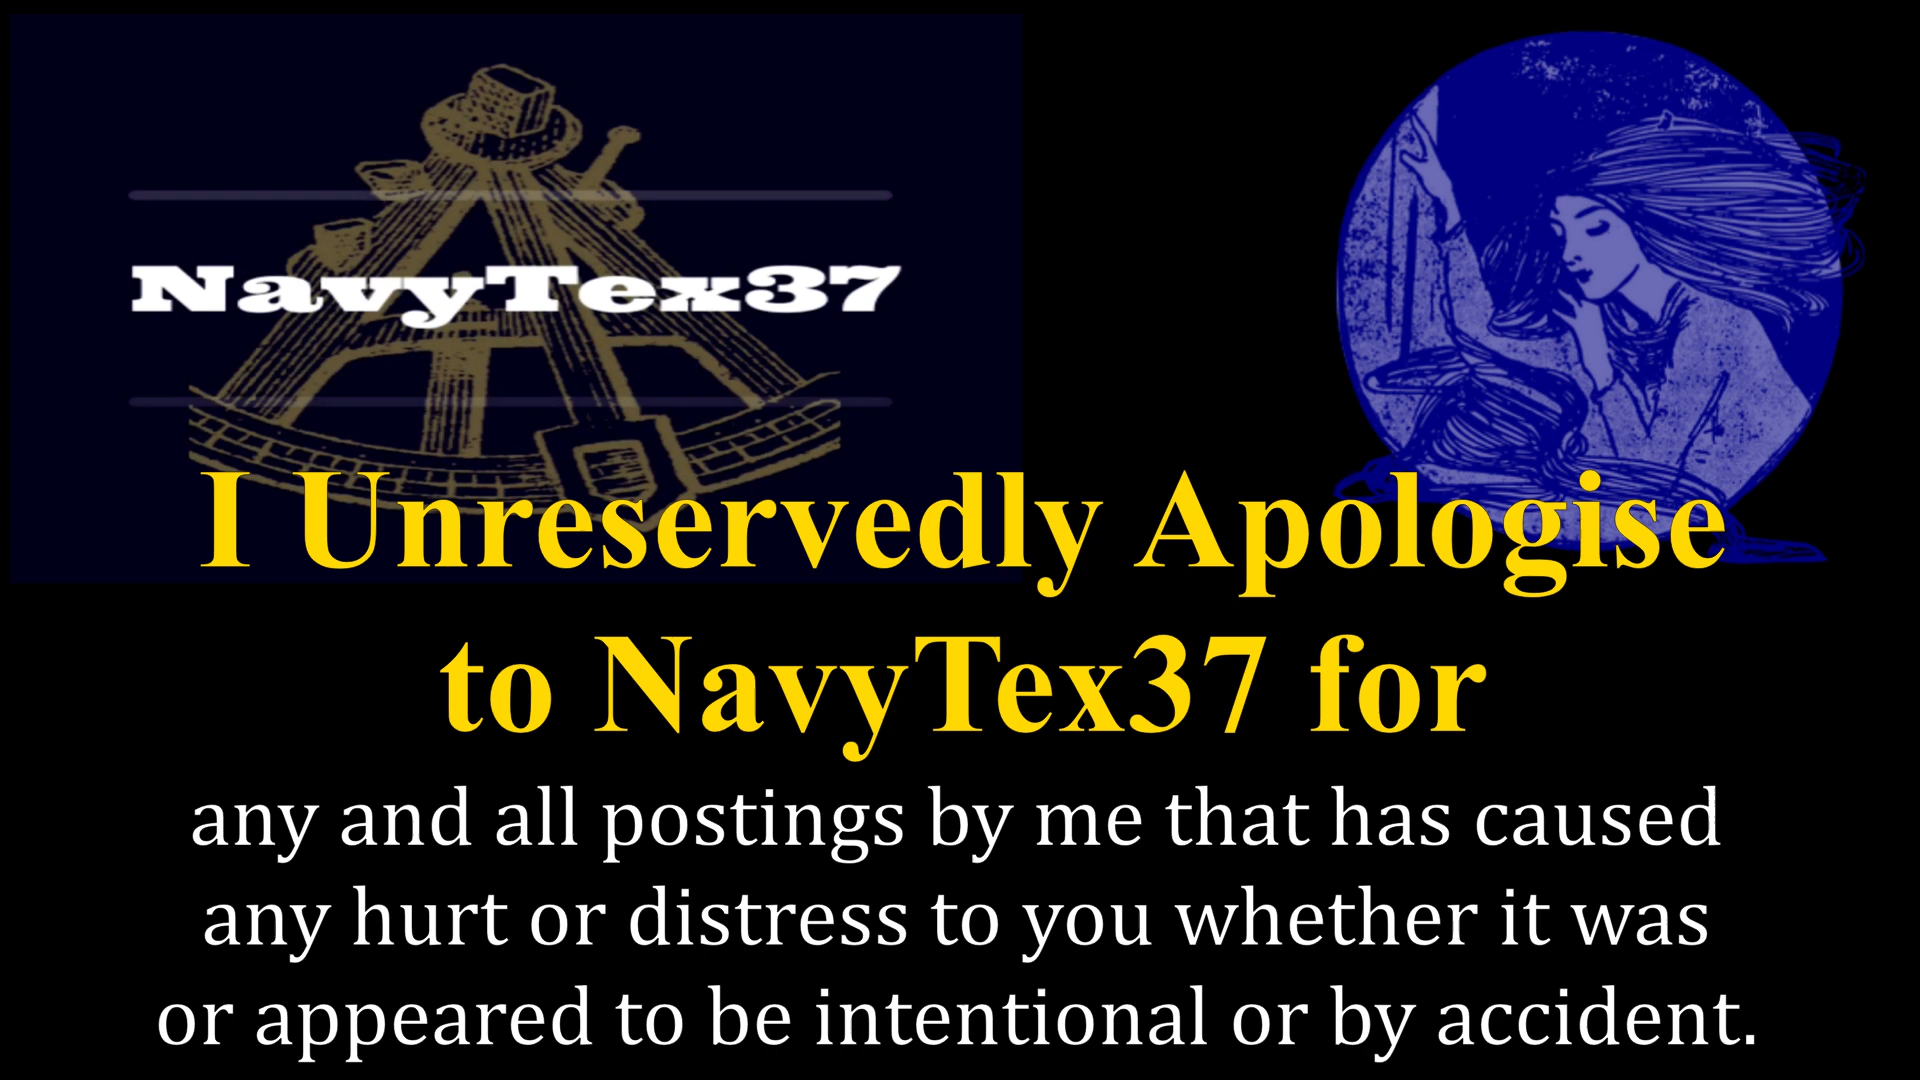 NavyTex37
I Unreservedly Apologise
to NavyTex37 for
any and all postings by me that has caused
any hurt or distress to you whether it was
or appeared to be intentional or by accident.